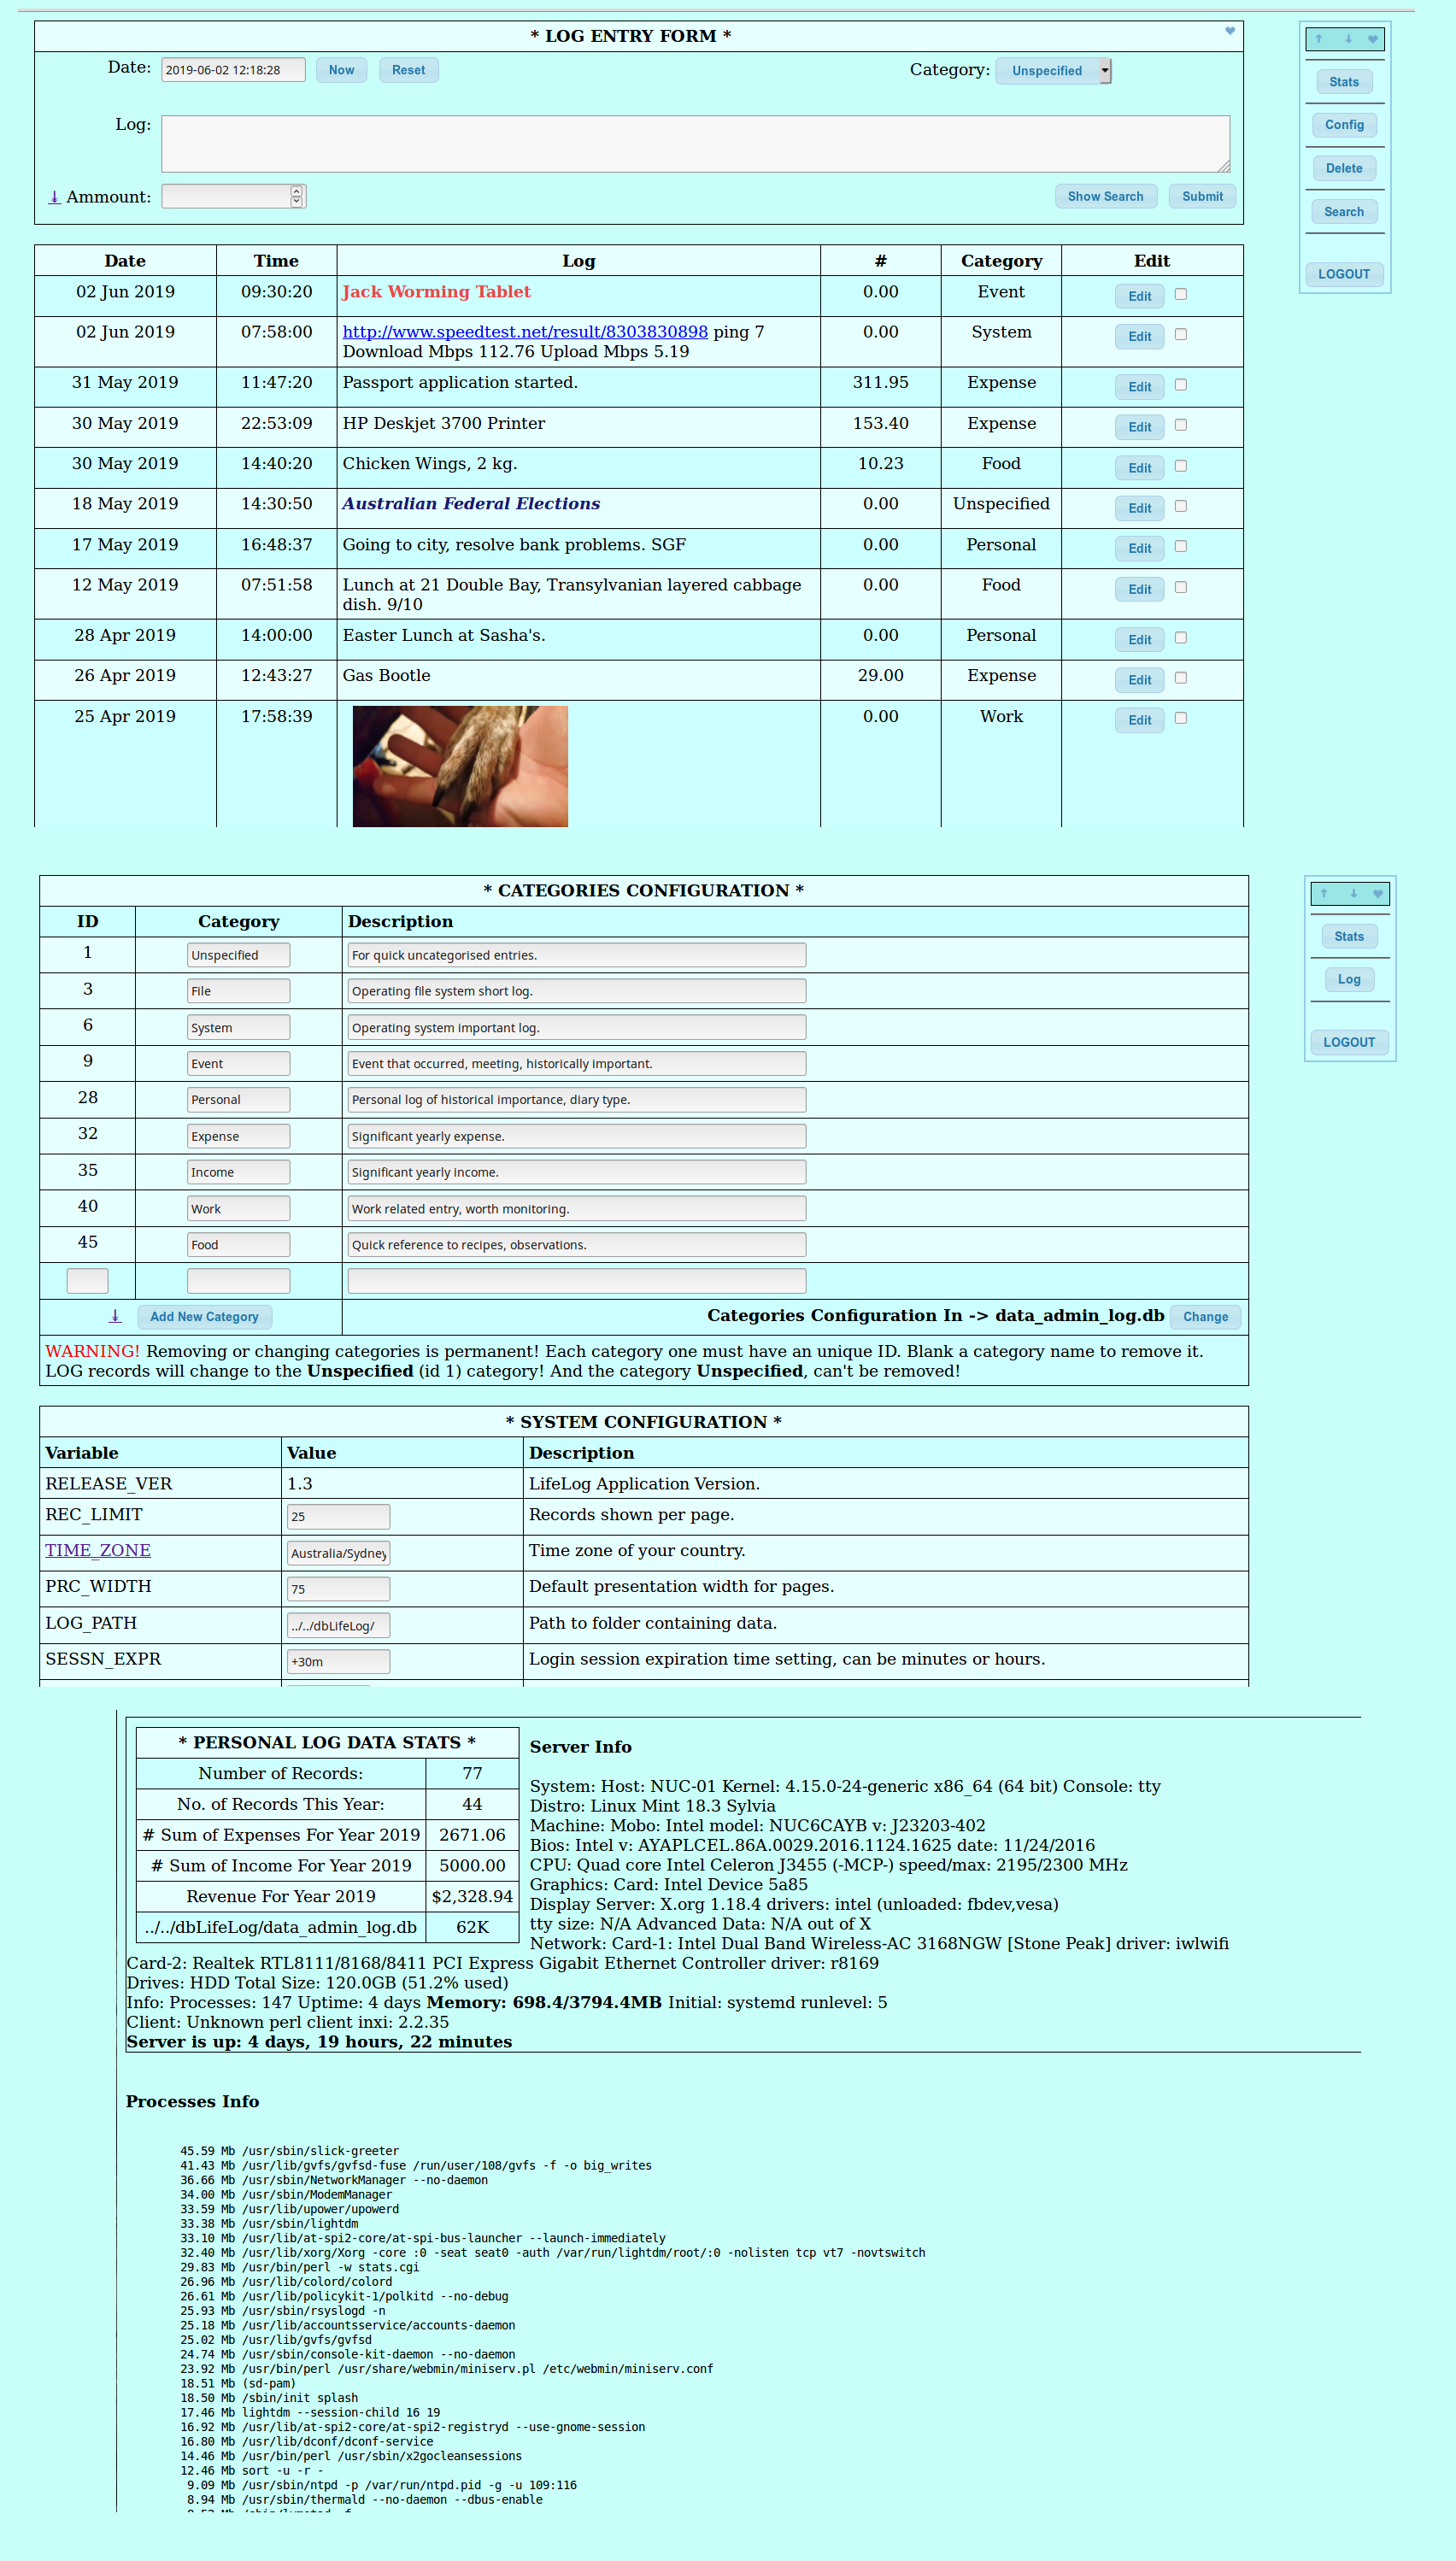 * LOG ENTRY FORM *
Date: 2019-06-02 12:18:28 Now Reset Category: Unspecified
Log:
Ammount: Show Search Submit
Stats
Config
Delete
Search
LOGOUT
Date Time Log # Category Edit
02 Jun 2019 09:30:20 Jack Worming Tablet 0.00 Event Edit
02 Jun 2019 07:58:00 http://www.speedtest.net/result/8303830898 ping 7 0.00 System Edit
Download Mbps 112.76 Upload Mbps 5.19
31 May 2019 11:47:20 Passport application started. 311.95 Expense Edit
30 May 2019 22:53:09 HP Deskjet 3700 Printer 153.40 Expense Edit
30 May 2019 14:40:20 Chicken Wings, 2 kg. 10.23 Food Edit
18 May 2019 14:30:50 Australian Federal Elections 0.00 Unspecified Edit
17 May 2019 16:48:37 Going to city, resolve bank problems. SGF 0.00 Personal Edit
12 May 2019 07:51:58 Lunch at 21 Double Bay, Transylvanian layered cabbage 0.00 Food Edit
dish. 9/10
28 Apr 2019 14:00:00 Easter Lunch at Sasha's. 0.00 Personal Edit
26 Apr 2019 12:43:27 Gas Bootle 29.00 Expense Edit
25 Apr 2019 17:58:39 0.00 Work Edit
* CATEGORIES CONFIGURATION *
ID Category Description
1 Unspecified For quick uncategorised entries.
3 File Operating file system short log.
6 System Operating system important log.
9 Event Event that occurred, meeting, historically important.
28 Personal Personal log of historical importance, diary type.
32 Expense Significant yearly expense.
35 Income Significant yearly income.
40 Work Work related entry, worth monitoring.
45 Food Quick reference to recipes, observations.
Add New Category Categories Configuration In -> data_admin_log.db Change
WARNING! Removing or changing categories is permanent! Each category one must have an unique ID. Blank a category name to remove it.
LOG records will change to the Unspecified (id 1) category! And the category Unspecified, can't be removed!
Stats
Log
LOGOUT
* SYSTEM CONFIGURATION *
Variable Value Description
RELEASE_VER 1.3 LifeLog Application Version.
REC_LIMIT 25 Records shown per page.
TIME_ZONE Australia/Sydney Time zone of your country.
PRC_WIDTH 75 Default presentation width for pages.
LOG_PATH ../../dbLifeLog/ Path to folder containing data.
SESSN_EXPR +30m Login session expiration time setting, can be minutes or hours.
* PERSONAL LOG DATA STATS *
Number of Records: 77
No. of Records This Year: 44
# Sum of Expenses For Year 2019 2671.06
# Sum of Income For Year 2019 5000.00
Revenue For Year 2019 $2,328.94
../../dbLifeLog/data_admin_log.db 62K
Server Info
System: Host: NUC-01 Kernel: 4.15.0-24-generic x86_64 (64 bit) Console: tty
Distro: Linux Mint 18.3 Sylvia
Machine: Mobo: Intel model: NUC6CAYB v: J23203-402
Bios: Intel v: AYAPLCEL.86A.0029.2016.1124.1625 date: 11/24/2016
CPU: Quad core Intel Celeron J3455 (-MCP-) speed/max: 2195/2300 MHz
Graphics: Card: Intel Device 5a85
Display Server: X.org 1.18.4 drivers: intel (unloaded: fbdev,vesa)
tty size: N/A Advanced Data: N/A out of X
Network: Card-1: Intel Dual Band Wireless-AC 3168NGW [Stone Peak] driver: iwlwifi
Card-2: Realtek RTL8111/8168/8411 PCI Express Gigabit Ethernet Controller driver: r8169
Drives: HDD Total Size: 120.0GB (51.2% used)
Info: Processes: 147 Uptime: 4 days Memory: 698.4/3794.4MB Initial: systemd runlevel: 5
Client: Unknown perl client inxi: 2.2.35
Server is up: 4 days, 19 hours, 22 minutes
Processes Info
45.59 Mb /usr/sbin/slick-greeter
41.43 Mb /usr/lib/gvfs/gvfsd-fuse /run/user/108/gvfs -f -o big_writes
36.66 Mb /usr/sbin/NetworkManager --no-daemon
34.00 Mb /usr/sbin/ModemManager
33.59 Mb /usr/lib/upower/upowerd
33.38 Mb /usr/sbin/lightdm
33.10 Mb /usr/lib/at-spi2-core/at-spi-bus-launcher --launch-immediately
32.40 Mb /usr/lib/xorg/Xorg -core :0 -seat seat0 -auth /var/run/lightdm/root/:0 -nolisten tcp vt7 -novtswitch
29.83 Mb /usr/bin/perl -w stats.cgi
26.96 Mb /usr/lib/colord/colord
26.61 Mb /usr/lib/policykit-1/polkitd --no-debug
25.93 Mb /usr/sbin/rsyslogd -n
25.18 Mb /usr/lib/accountsservice/accounts-daemon
25.02 Mb /usr/lib/gvfs/gvfsd
24.74 Mb /usr/sbin/console-kit-daemon --no-daemon
23.92 Mb /usr/bin/perl /usr/share/webmin/miniserv.pl /etc/webmin/miniserv.conf
18.51 Mb (sd-pam)
18.50 Mb /sbin/init splash
17.46 Mb lightdm --session-child 16 19
16.92 Mb /usr/lib/at-spi2-core/at-spi2-registryd --use-gnome-session
16.80 Mb /usr/lib/dconf/dconf-service
14.46 Mb /usr/bin/perl /usr/sbin/x2gocleansessions
12.46 Mb sort -u -r -
9.09 Mb /usr/sbin/ntpd -p /var/run/ntpd.pid -g -u 109:116
8.94 Mb /usr/sbin/thermald --no-daemon --dbus-enable